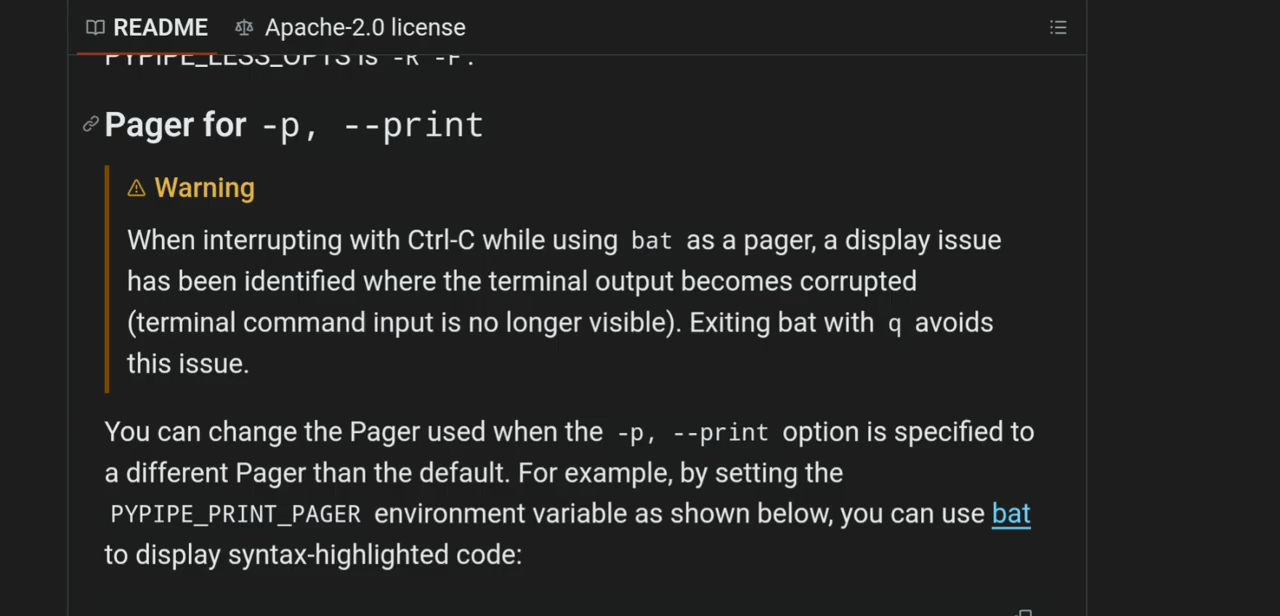 README
Apache-2.0 license
PYPIPE_LESS_OPTS is -R -F.
Pager for -p, --print
Warning
When interrupting with Ctrl-C while using bat as a pager, a display issue
has been identified where the terminal output becomes corrupted
(terminal command input is no longer visible). Exiting bat with q avoids
this issue.
You can change the Pager used when the -p, --print option is specified to
a different Pager than the default. For example, by setting the
PYPIPE_PRINT_PAGER environment variable as shown below, you can use bat
to display syntax-highlighted code: